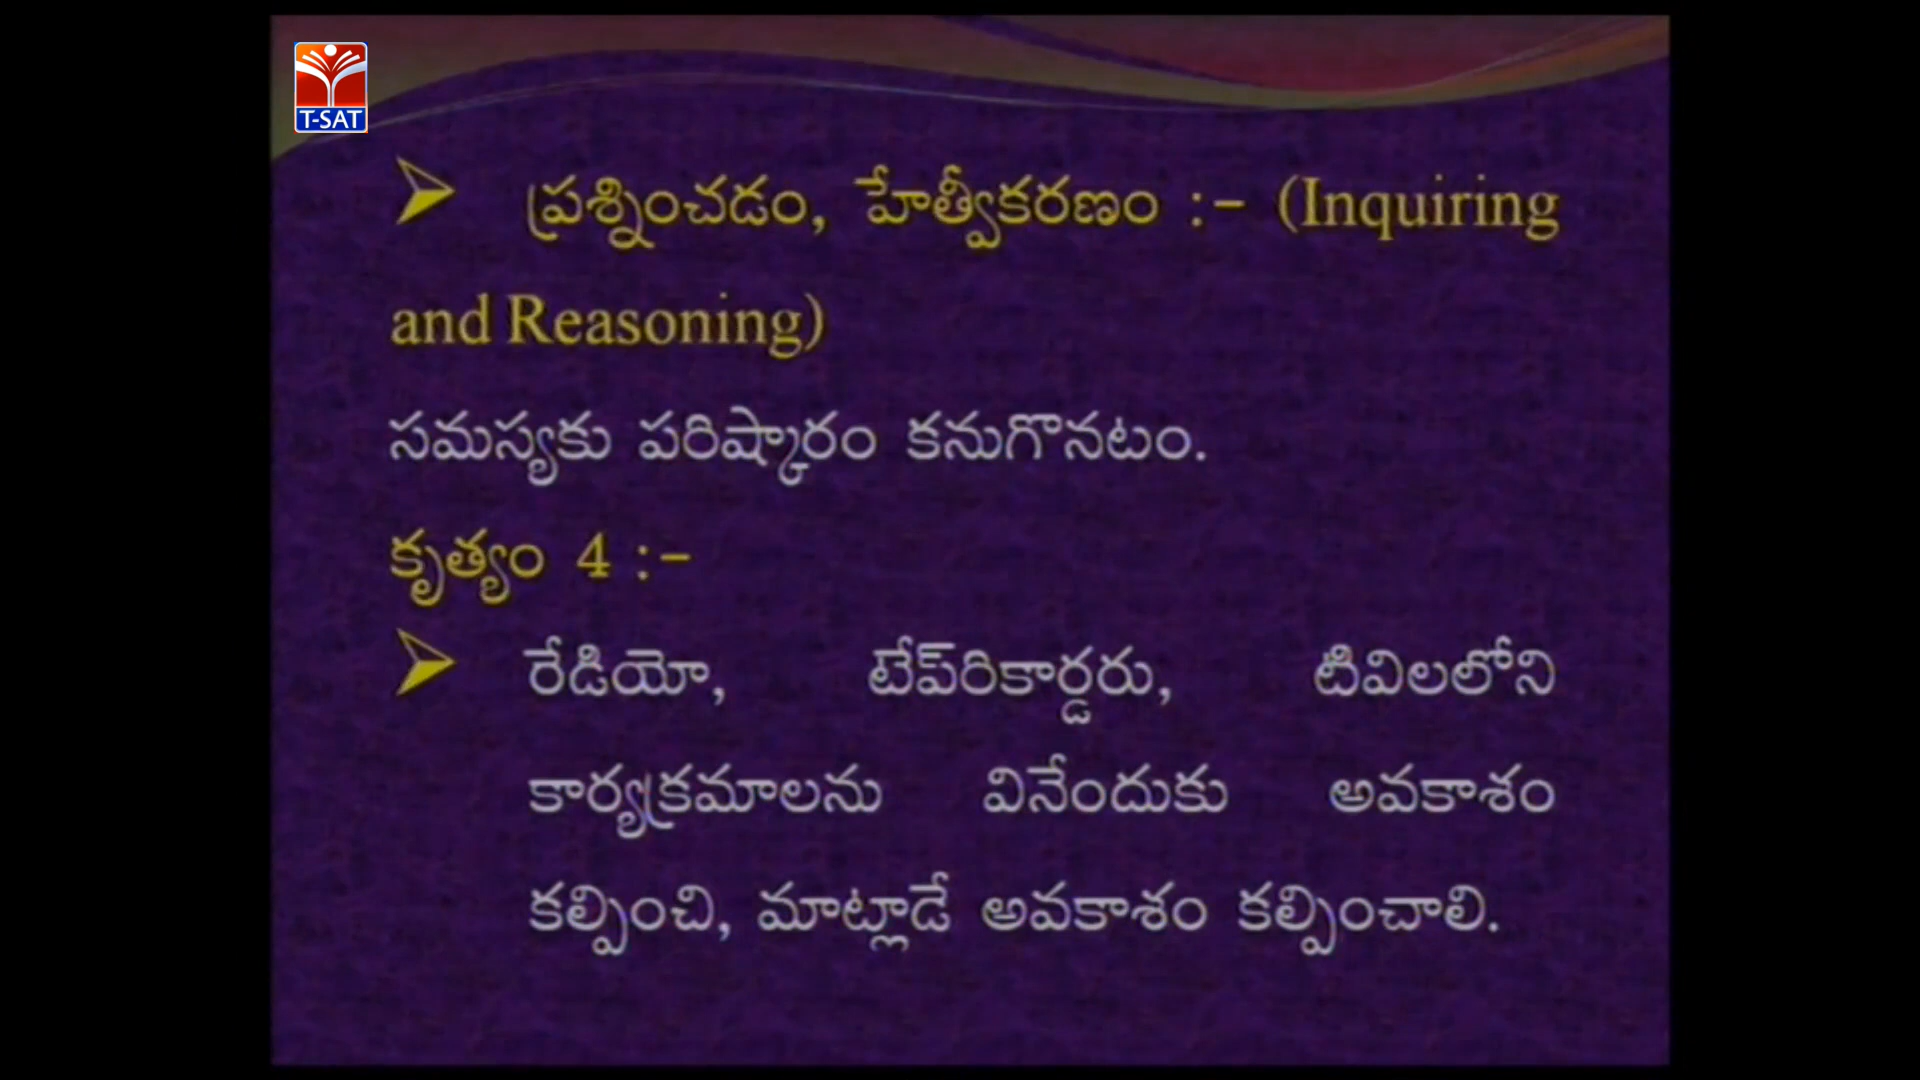 T-SAT
ప్రశ్నించడం, హేత్వీకరణం :- (Inquiring
and Reasoning)
సమస్యకు పరిష్కారం కనుగొనటం.
కృత్యం 4 :-
రేడియో, టేప్‌రికార్డరు, టివిలలోని
కార్యక్రమాలను వినేందుకు అవకాశం
కల్పించి, మాట్లాడే అవకాశం కల్పించాలి.